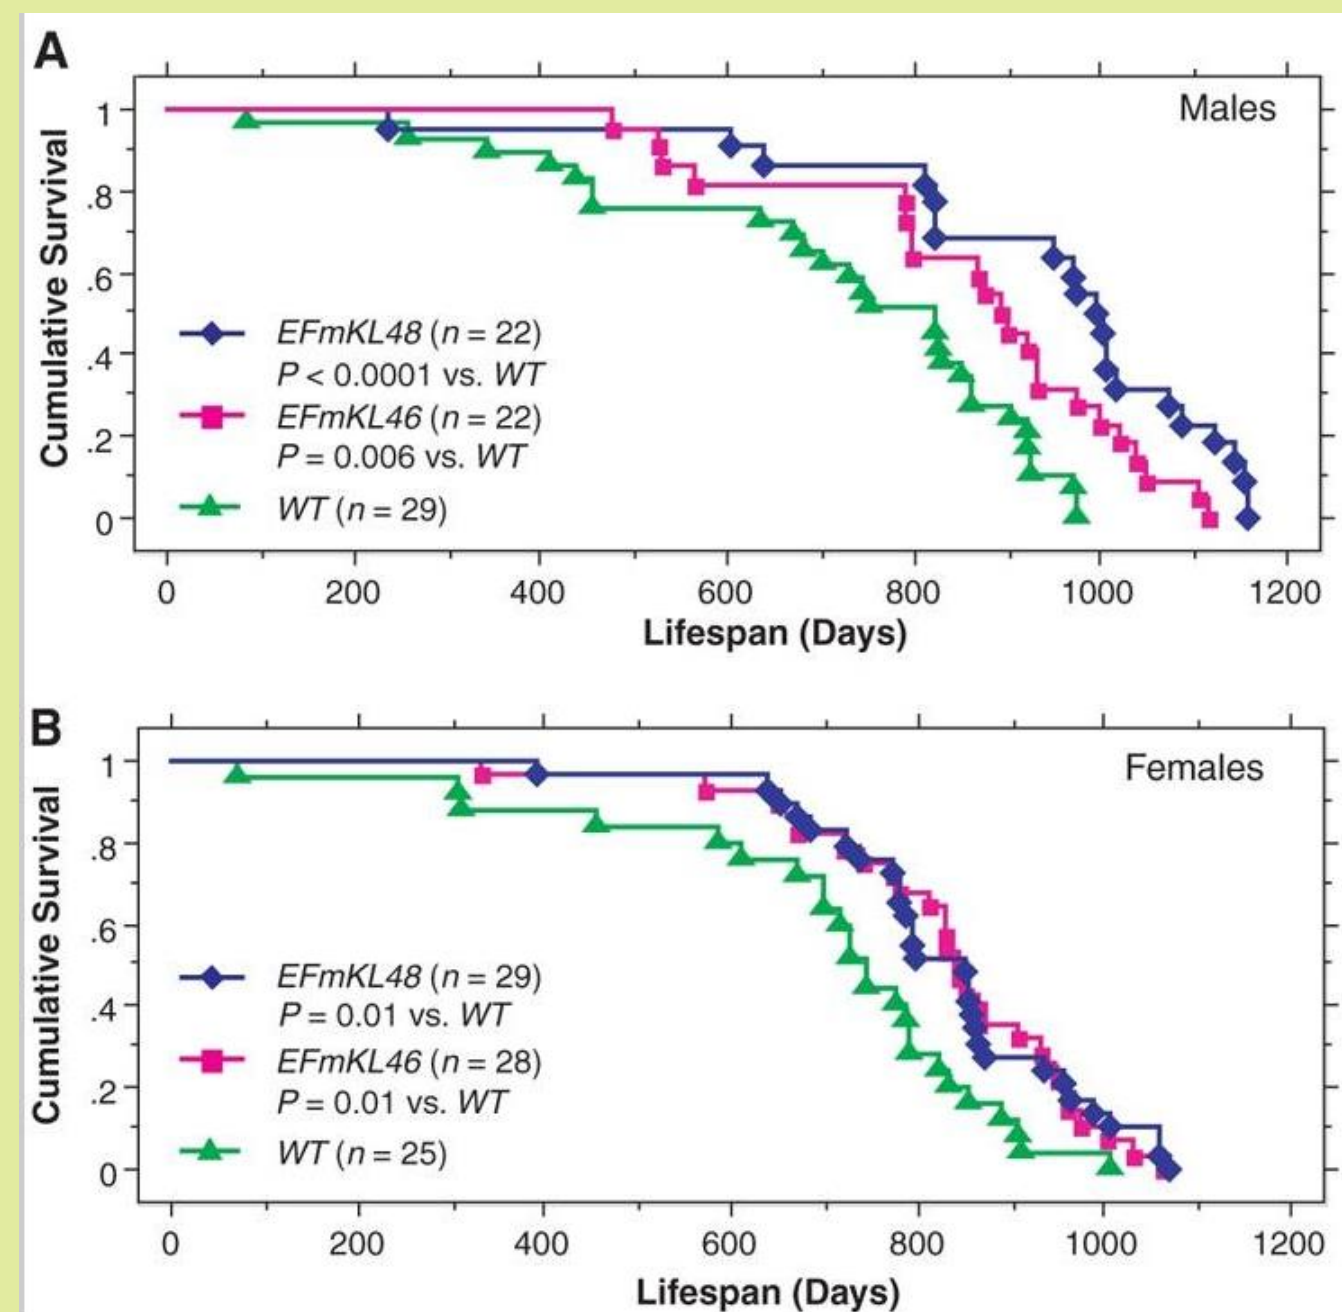 A
Males
Cumulative Survival
1
.8
.6
.4
.2
0
EFmKL48 (n = 22)
P < 0.0001 vs. WT
EFmKL46 (n = 22)
P = 0.006 vs. WT
WT (n = 29)
0 200 400 600 800 1000 1200
Lifespan (Days)
B
Females
Cumulative Survival
1
.8
.6
.4
.2
0
EFmKL48 (n = 29)
P = 0.01 vs. WT
EFmKL46 (n = 28)
P = 0.01 vs. WT
WT (n = 25)
0 200 400 600 800 1000 1200
Lifespan (Days)